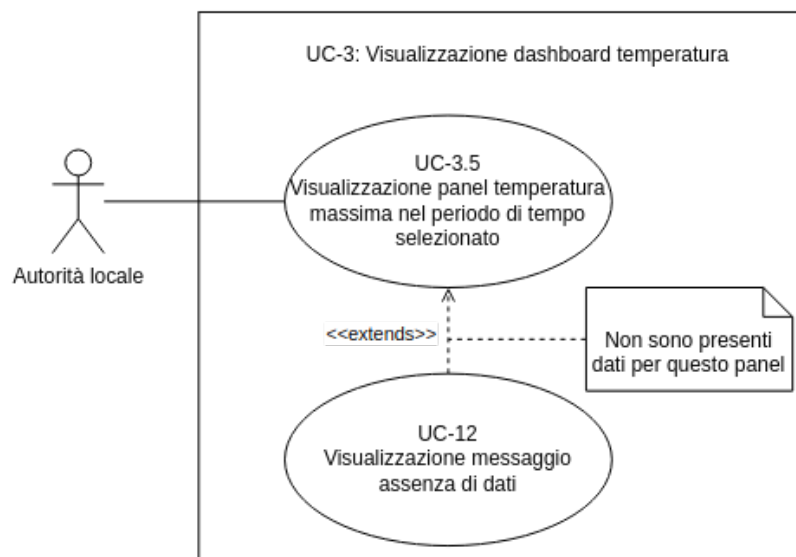 UC-3: Visualizzazione dashboard temperatura
UC-3.5
Visualizzazione panel temperatura
massima nel periodo di tempo
selezionato
Autorità locale
<<extends>>
Non sono presenti
dati per questo panel
UC-12
Visualizzazione messaggio
assenza di dati